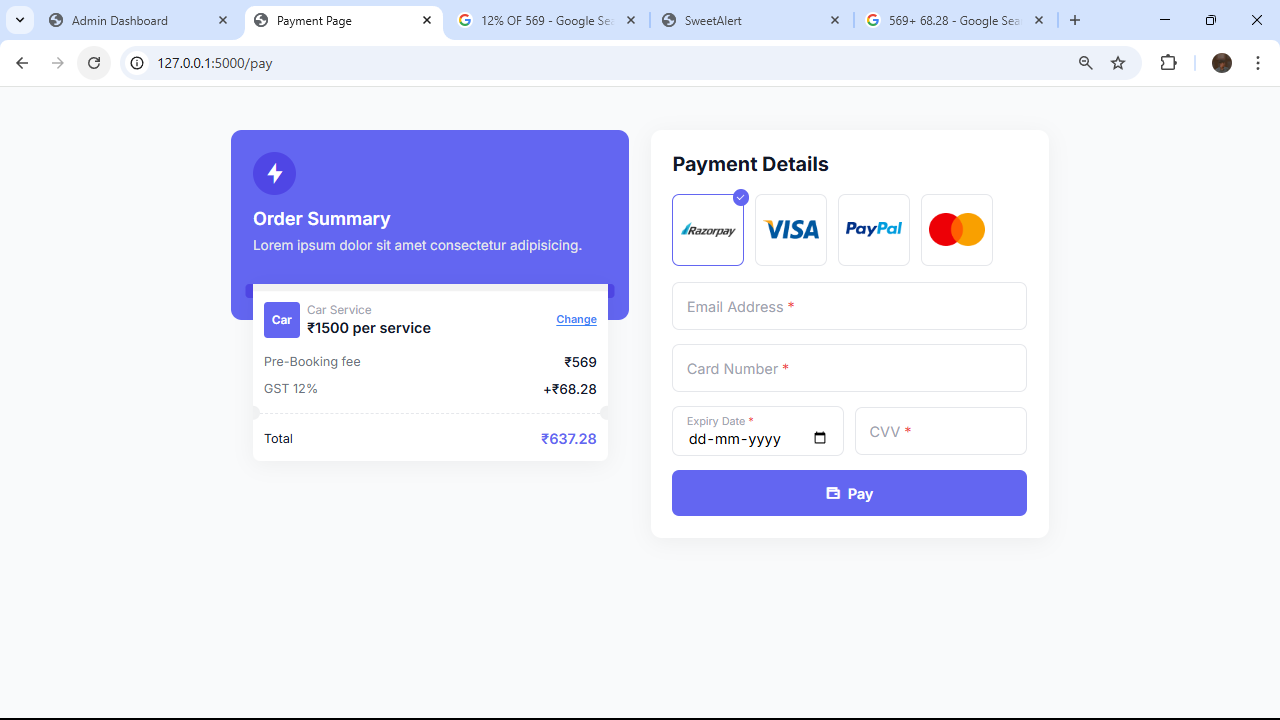 Admin Dashboard
Payment Page
12% OF 569 - Google Se
SweetAlert
569+ 68.28 - Google Sea
127.0.0.1:5000/pay
Order Summary
Lorem ipsum dolor sit amet consectetur adipisicing.
Car
Car Service
₹1500 per service
Change
Pre-Booking fee
₹569
GST 12%
+₹68.28
Total
₹637.28
Payment Details
Razorpay
VISA
PayPal
Email Address *
Card Number *
Expiry Date *
dd-mm-yyyy
CVV *
Pay